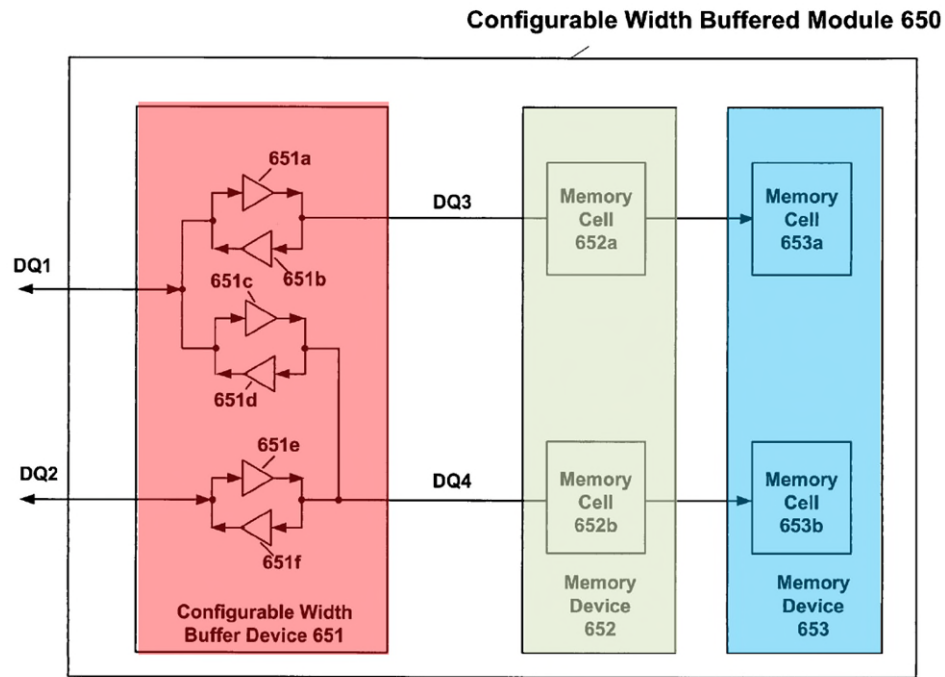 Configurable Width Buffered Module 650
651a
DQ3
Memory
Cell
652a
Memory
Cell
653a
651b
DQ1
651c
651d
651e
DQ2
DQ4
Memory
Cell
652b
Memory
Cell
653b
651f
Configurable Width
Buffer Device 651
Memory
Device
652
Memory
Device
653